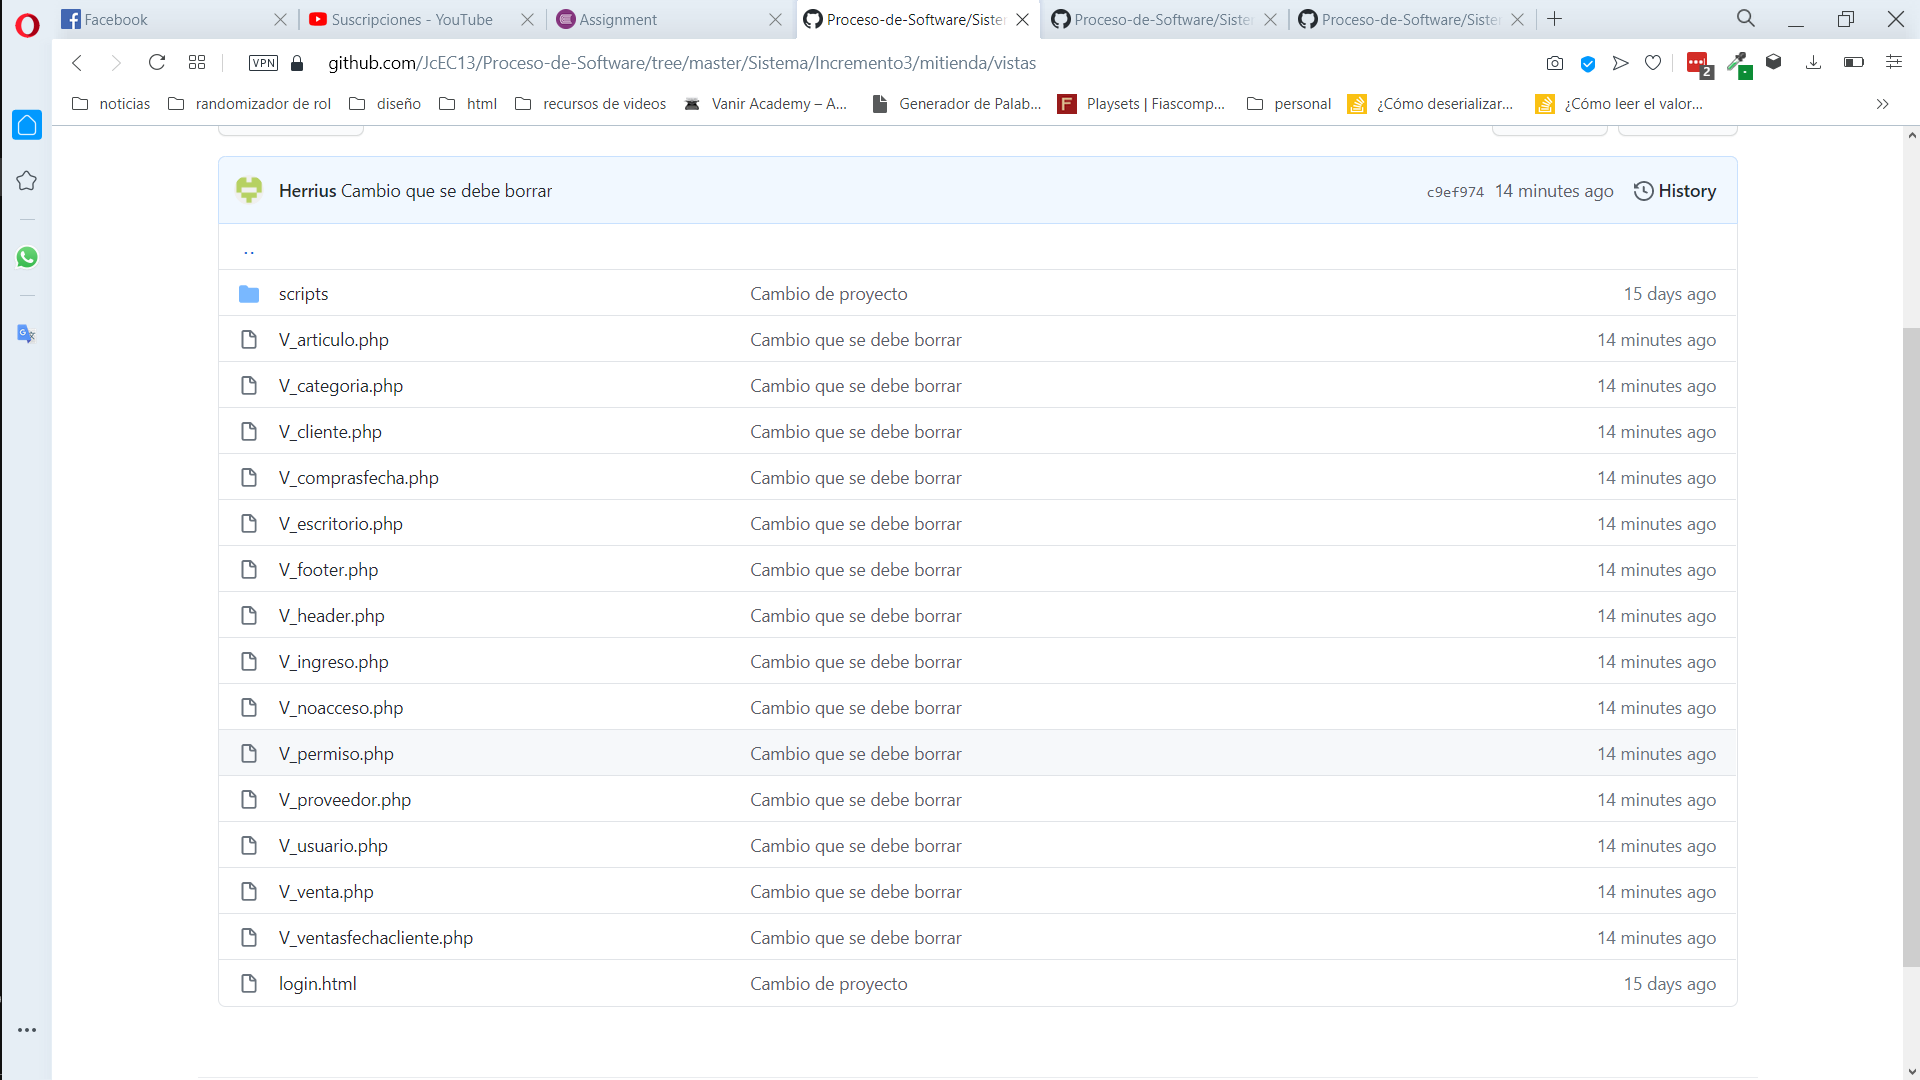 Facebook
Suscripciones - YouTube
Assignment
Proceso-de-Software/Siste
Proceso-de-Software/Siste
Proceso-de-Software/Siste
VPN
github.com/JcEC13/Proceso-de-Software/tree/master/Sistema/Incremento3/mitienda/vistas
2
noticias
randomizador de rol
diseño
html
recursos de videos
Vanir Academy – A...
Generador de Palab...
Playsets | Fiascomp...
personal
¿Cómo deserializar...
¿Cómo leer el valor...
Herrius Cambio que se debe borrar
c9ef974 14 minutes ago
History
..
scripts Cambio de proyecto 15 days ago
V_articulo.php Cambio que se debe borrar 14 minutes ago
V_categoria.php Cambio que se debe borrar 14 minutes ago
V_cliente.php Cambio que se debe borrar 14 minutes ago
V_comprasfecha.php Cambio que se debe borrar 14 minutes ago
V_escritorio.php Cambio que se debe borrar 14 minutes ago
V_footer.php Cambio que se debe borrar 14 minutes ago
V_header.php Cambio que se debe borrar 14 minutes ago
V_ingreso.php Cambio que se debe borrar 14 minutes ago
V_noacceso.php Cambio que se debe borrar 14 minutes ago
V_permiso.php Cambio que se debe borrar 14 minutes ago
V_proveedor.php Cambio que se debe borrar 14 minutes ago
V_usuario.php Cambio que se debe borrar 14 minutes ago
V_venta.php Cambio que se debe borrar 14 minutes ago
V_ventasfechacliente.php Cambio que se debe borrar 14 minutes ago
login.html Cambio de proyecto 15 days ago